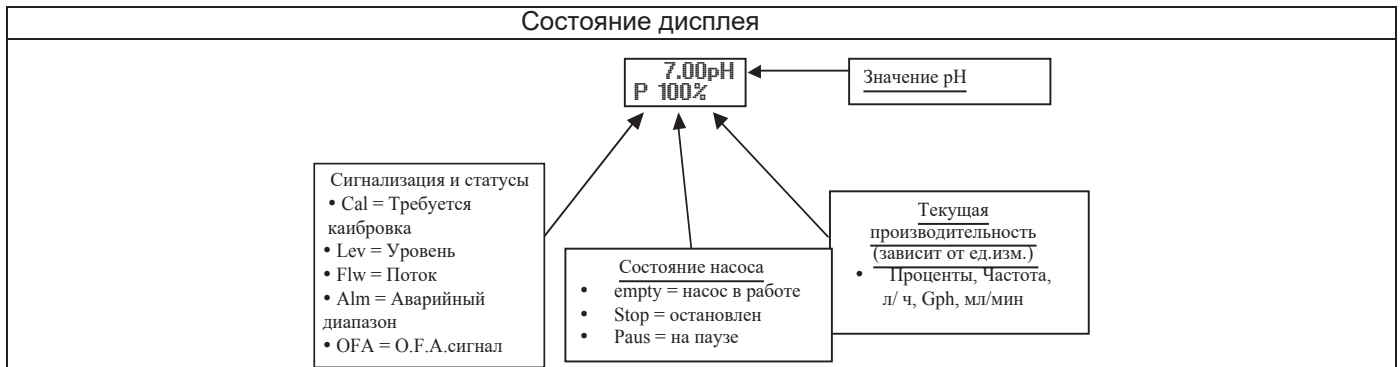 Состояние дисплея
7.00pH
P 100%
Значение pH
Сигнализация и статусы
• Cal = Требуется
каибровка
• Lev = Уровень
• Flw = Поток
• Alm = Аварийный
диапазон
• OFA = O.F.A.сигнал
Состояние насоса
• empty = насос в работе
• Stop = остановлен
• Paus = на паузе
Текущая
производительность
(зависит от ед.изм.)
• Проценты, Частота,
л/ ч, Gph, мл/мин